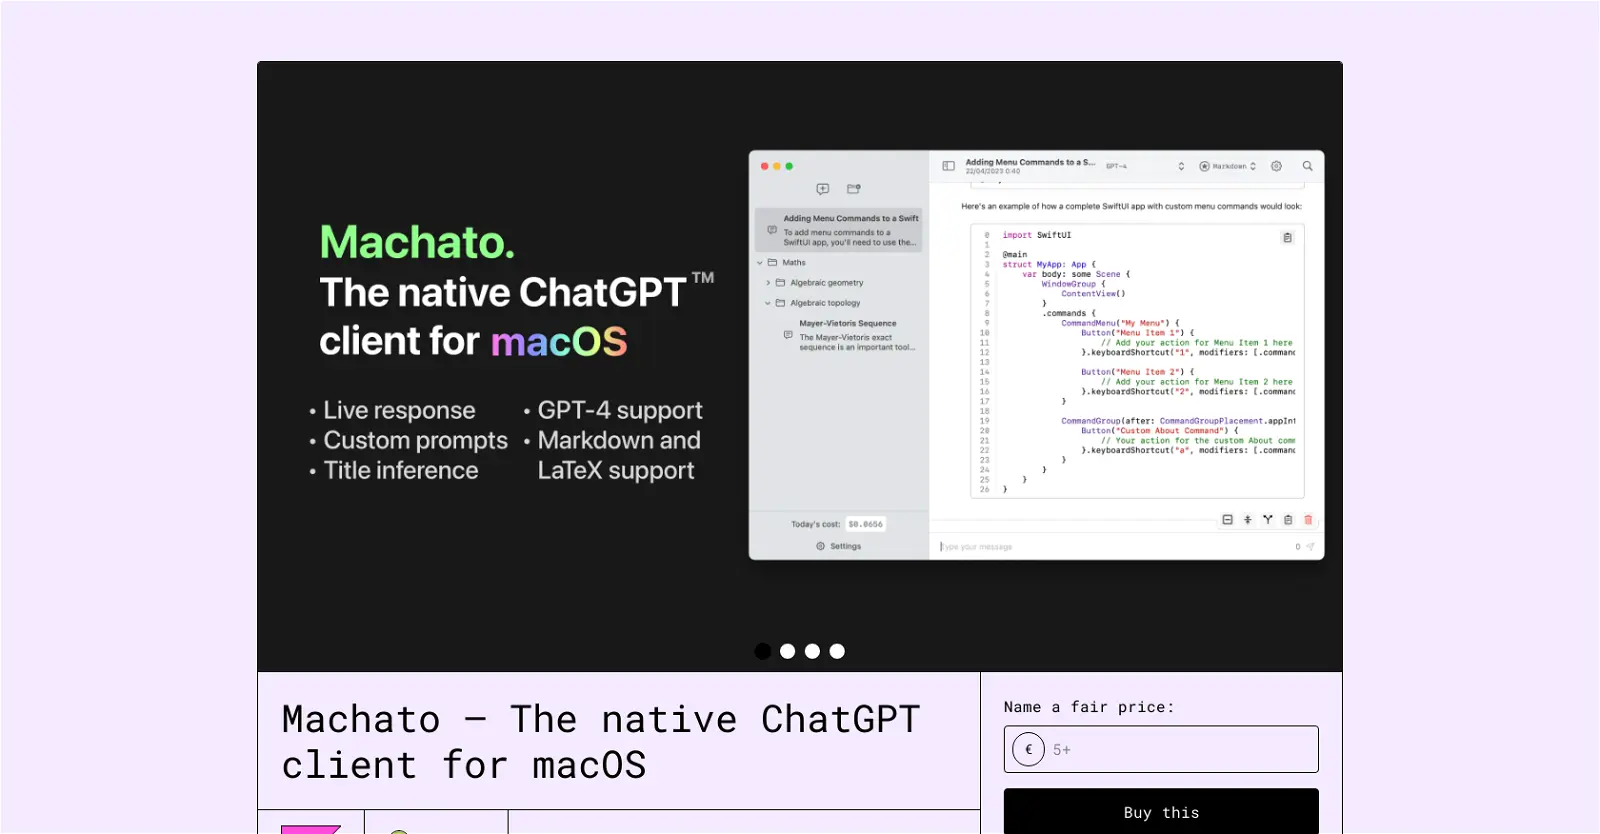 Machato.
The native ChatGPT™
client for macOS
• Live response
• Custom prompts
• Title inference
• GPT-4 support
• Markdown and
LaTeX support
Adding Menu Commands to a Swift
To add menu commands to a
SwiftUI app, you'll need to use the...
Maths
Algebraic geometry
Algebraic topology
Mayer-Vietoris Sequence
The Mayer-Vietoris exact
sequence is an important tool...
Today's cost: $0.0656
Settings
Adding Menu Commands to a S...
22/04/2023 0:40
GPT-4
Markdown
Here's an example of how a complete SwiftUI app with custom menu commands would look:
0 import SwiftUI
1
2 @main
3 struct MyApp: App {
4 var body: some Scene {
5 WindowGroup {
6 ContentView()
7 }
8 .commands {
9 CommandMenu("My Menu") {
10 Button("Menu Item 1") {
11 // Add your action for Menu Item 1 here
12 }.keyboardShortcut("1", modifiers: [.command
13
14 Button("Menu Item 2") {
15 // Add your action for Menu Item 2 here
16 }.keyboardShortcut("2", modifiers: [.command
17 }
18
19 CommandGroup(after: CommandGroupPlacement.appInf
20 Button("Custom About Command") {
21 // Your action for the custom About comm
22 }.keyboardShortcut("a", modifiers: [.command
23 }
24 }
25 }
26 }
Type your message
0
Machato — The native ChatGPT
client for macOS
Name a fair price:
€ 5+
Buy this